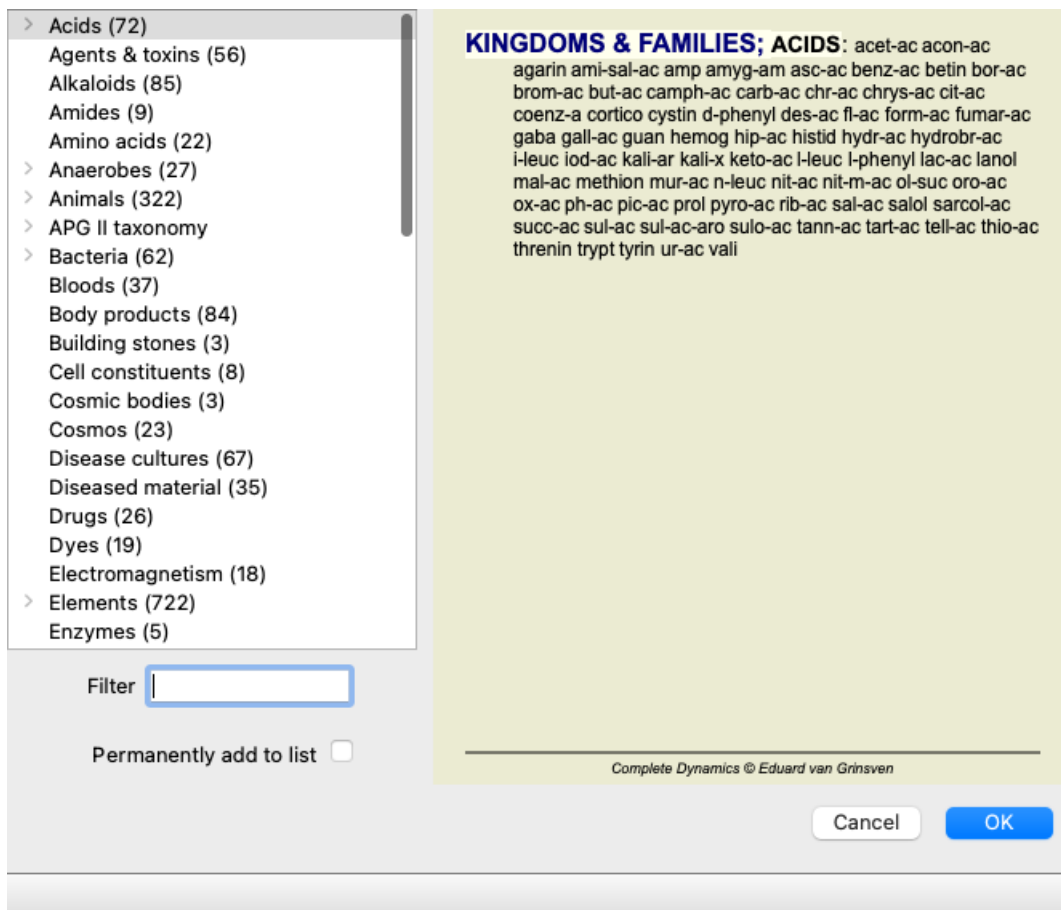 Acids (72)
Agents & toxins (56)
Alkaloids (85)
Amides (9)
Amino acids (22)
Anaerobes (27)
Animals (322)
APG II taxonomy
Bacteria (62)
Bloods (37)
Body products (84)
Building stones (3)
Cell constituents (8)
Cosmic bodies (3)
Cosmos (23)
Disease cultures (67)
Diseased material (35)
Drugs (26)
Dyes (19)
Electromagnetism (18)
Elements (722)
Enzymes (5)
Filter
Permanently add to list
KINGDOMS & FAMILIES; ACIDS: acet-ac acon-ac
agarin ami-sal-ac amp amyg-am asc-ac benz-ac betin bor-ac
brom-ac but-ac camph-ac carb-ac chr-ac chrys-ac cit-ac
coenz-a cortico cystin d-phenyl des-ac fl-ac form-ac fumar-ac
gaba gall-ac guan hemog hip-ac histid hydr-ac hydrobr-ac
i-leuc iod-ac kali-ar kali-x keto-ac l-leuc l-phenyl lac-ac lanol
mal-ac methion mur-ac n-leuc nit-ac nit-m-ac ol-suc oro-ac
ox-ac ph-ac pic-ac prol pyro-ac rib-ac sal-ac salol sarcol-ac
succ-ac sul-ac sul-ac-aro sulo-ac tann-ac tart-ac tell-ac thio-ac
threnin trypt tyrin ur-ac vali
Complete Dynamics © Eduard van Grinsven
Cancel
OK